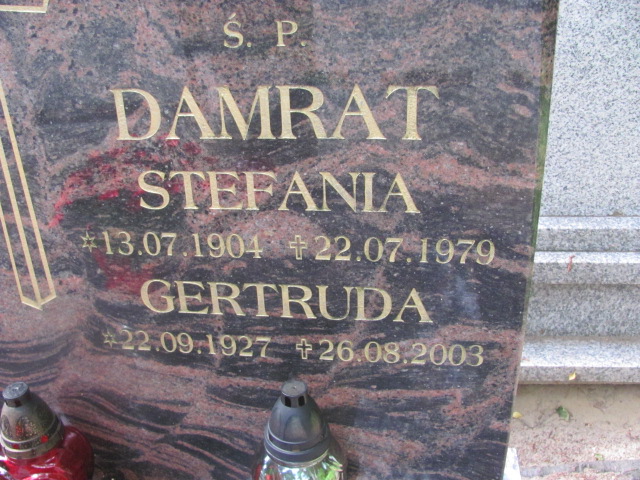 Ś. P.
DAMRAT
STEFANIA
*13.07.1904 ✝22.07.1979
GERTRUDA
*22.09.1927 ✝26.08.2003